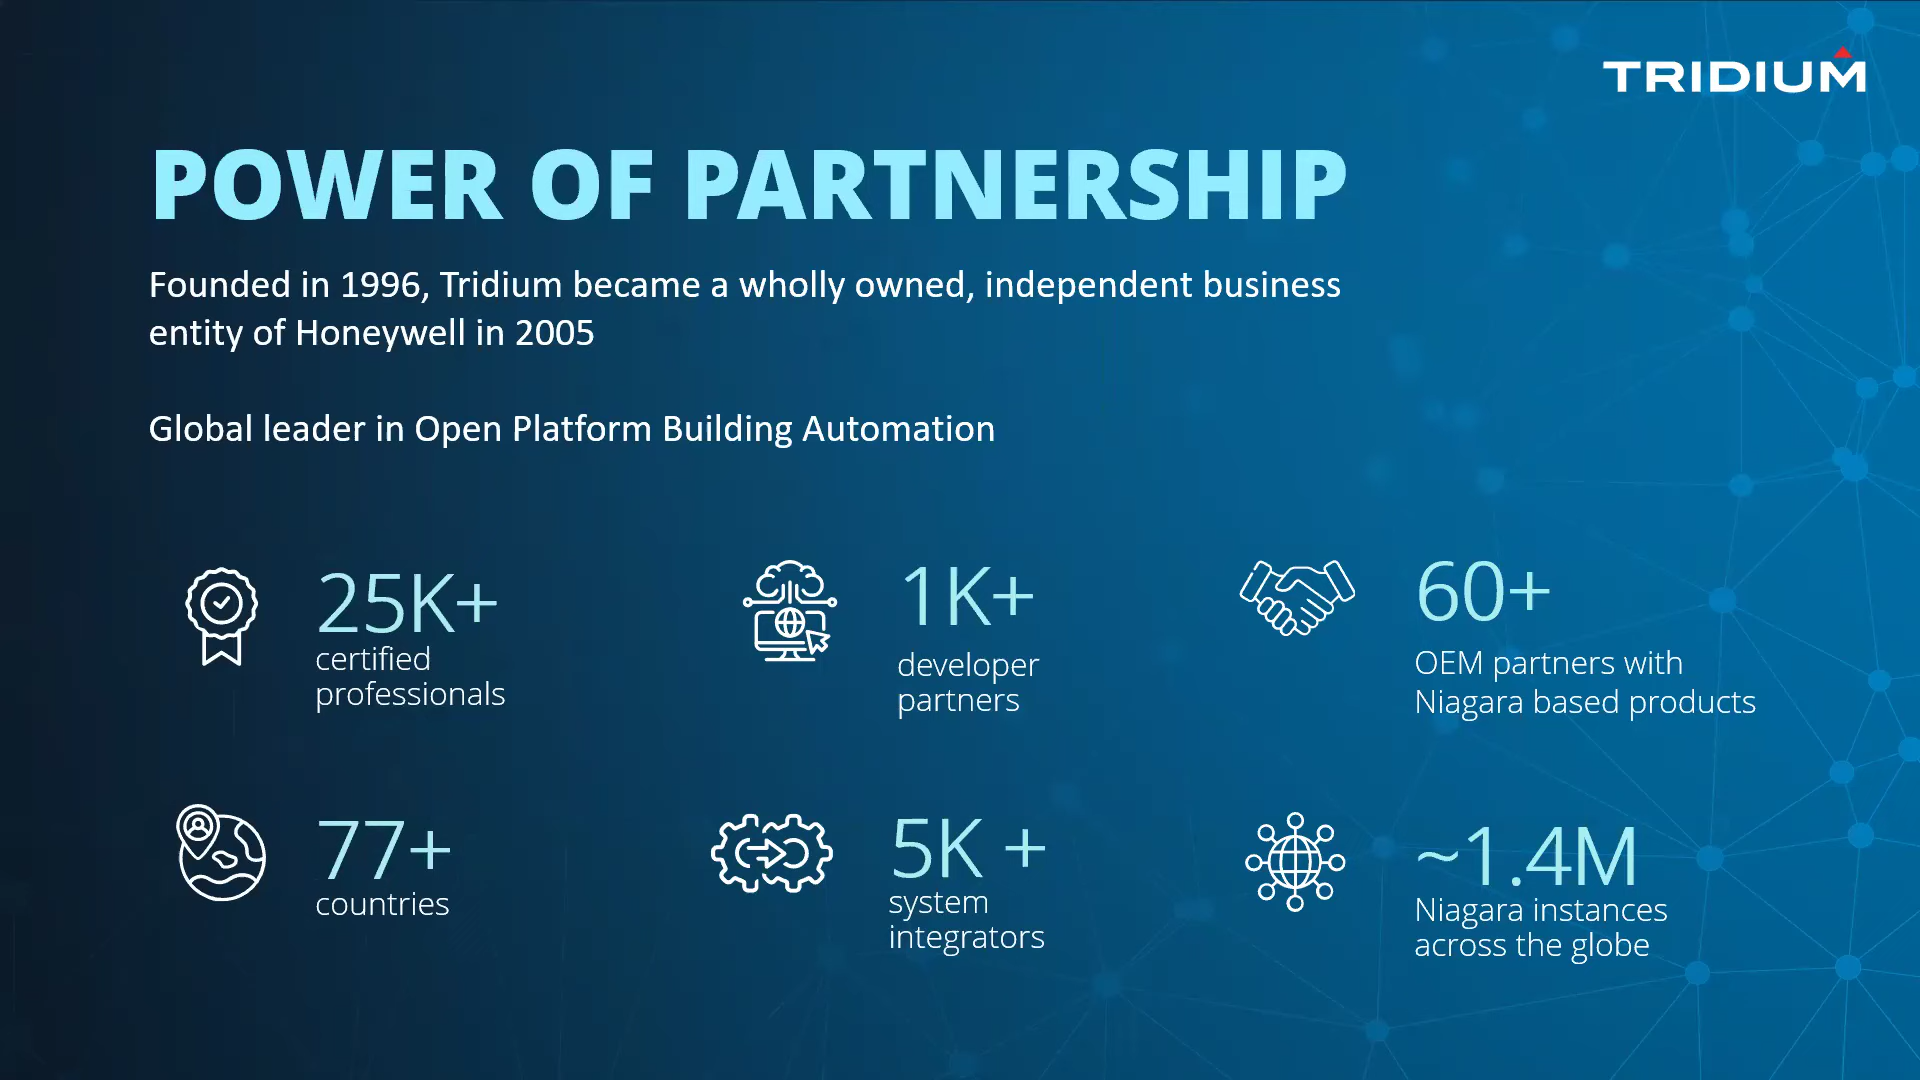 TRIDIUM
POWER OF PARTNERSHIP
Founded in 1996, Tridium became a wholly owned, independent business
entity of Honeywell in 2005
Global leader in Open Platform Building Automation
25K+
certified
professionals
1K+
developer
partners
60+
OEM partners with
Niagara based products
77+
countries
5K +
system
integrators
~1.4M
Niagara instances
across the globe